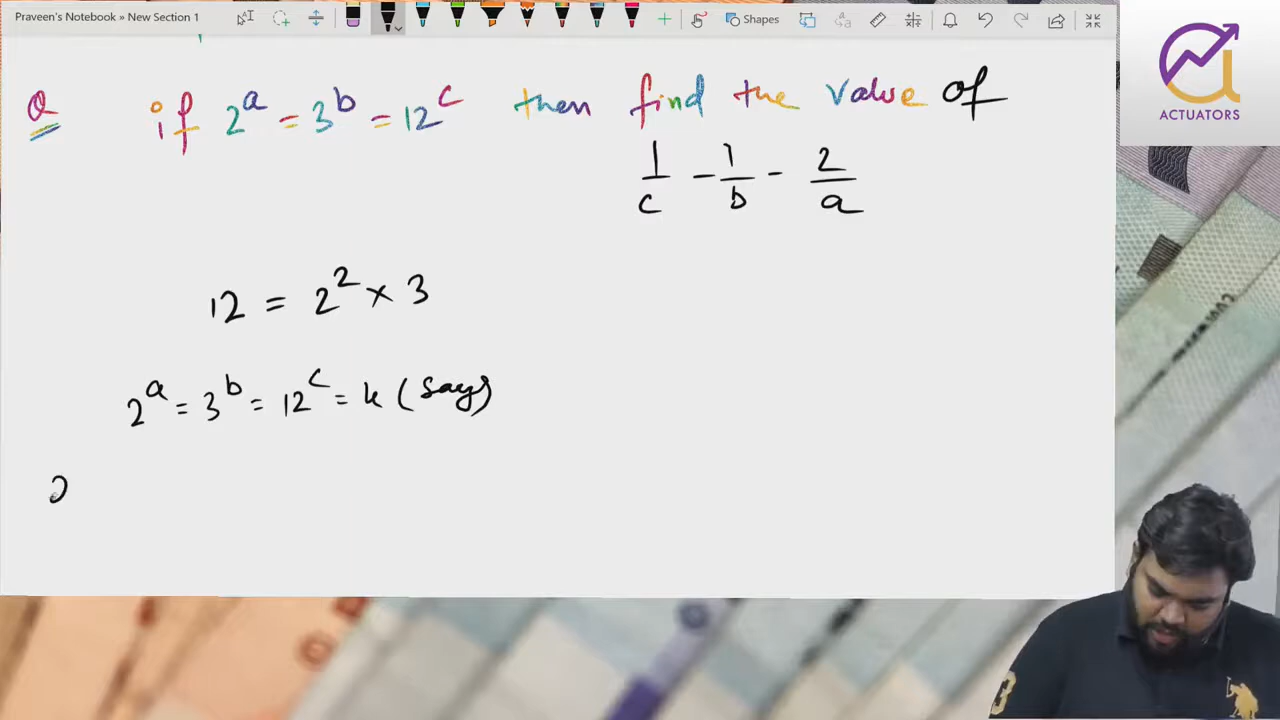 Praveen's Notebook » New Section 1
Shapes
ACTUATORS
Q if 2^a = 3^b = 12^c then find the value of
1/c - 1/b - 2/a
12 = 2^2 × 3
2^a = 3^b = 12^c = k (say)
2